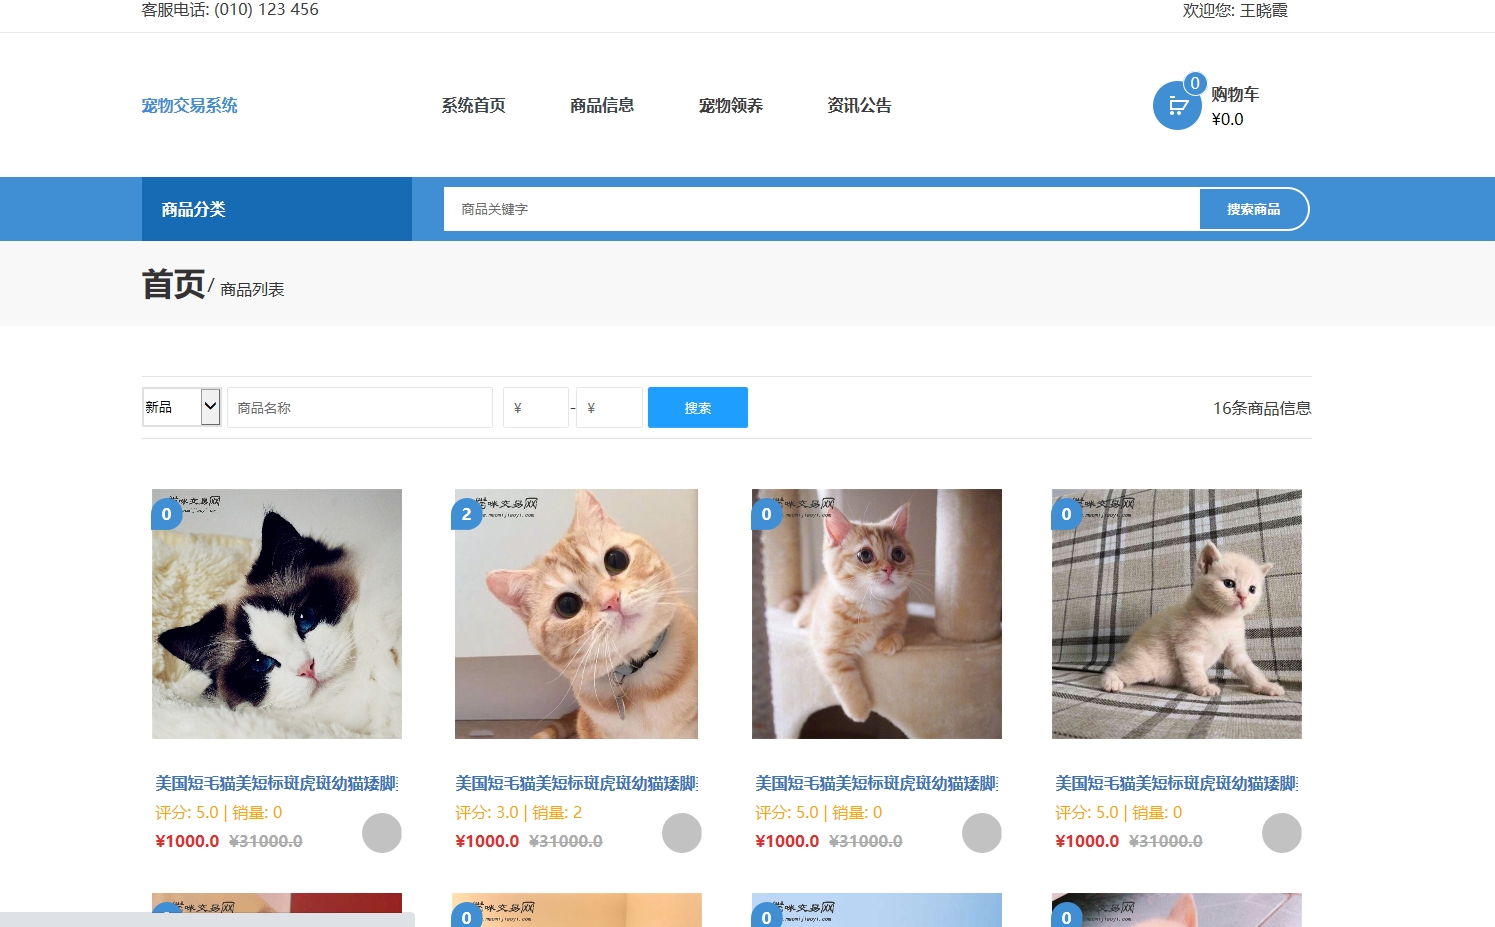 客服电话: (010) 123 456
欢迎您: 王晓霞
宠物交易系统
系统首页
商品信息
宠物领养
资讯公告
0
购物车
¥0.0
商品分类
商品关键字
搜索商品
首页/ 商品列表
新品
商品名称
¥
-
¥
搜索
16条商品信息
0
2
0
0
美国短毛猫美短标斑虎斑幼猫矮脚
评分: 5.0 | 销量: 0
¥1000.0 ¥31000.0
美国短毛猫美短标斑虎斑幼猫矮脚
评分: 3.0 | 销量: 2
¥1000.0 ¥31000.0
美国短毛猫美短标斑虎斑幼猫矮脚
评分: 5.0 | 销量: 0
¥1000.0 ¥31000.0
美国短毛猫美短标斑虎斑幼猫矮脚
评分: 5.0 | 销量: 0
¥1000.0 ¥31000.0
0
0
0